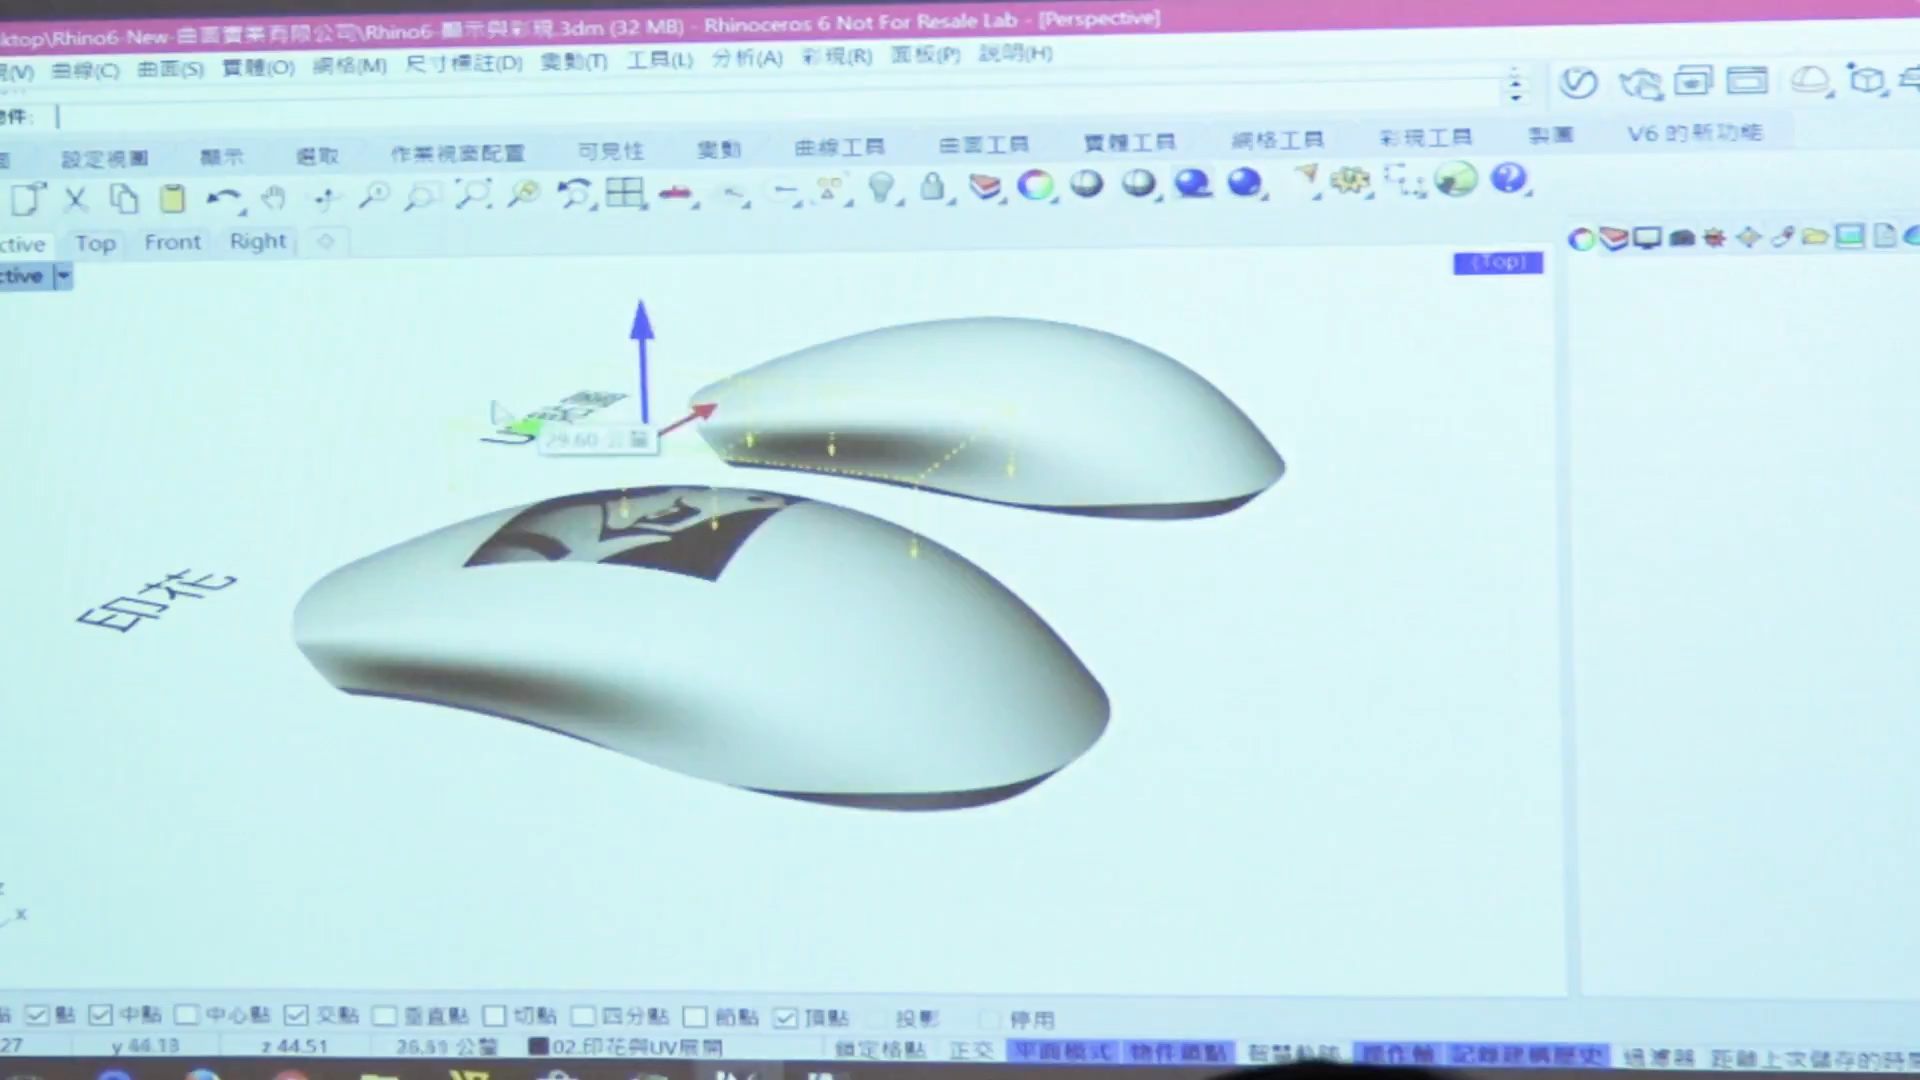 ktop\Rhino6-New-曲面實業有限公司\Rhino6-顯示與彩現.3dm (32 MB) - Rhinoceros 6 Not For Resale Lab - [Perspective]
(V) 曲線(C) 曲面(S) 實體(O) 網格(M) 尺寸標註(D) 變動(T) 工具(L) 分析(A) 彩現(R) 面板(P) 說明(H)
物件:
設定視圖 顯示 選取 作業視窗配置 可見性 變動 曲線工具 曲面工具 實體工具 網格工具 彩現工具 製圖 V6 的新功能
ctive Top Front Right
ctive
(Top)
29.60 公釐
印花
z
x
點 中點 中心點 交點 垂直點 切點 四分點 節點 頂點 投影 停用
27 y 44.18 z 44.51 公釐 02.印花與UV展開 鎖定格點 正交 平面模式 物件鎖點 智慧軌跡 操作軸 記錄建構歷史 過濾器 距離上次儲存的時間